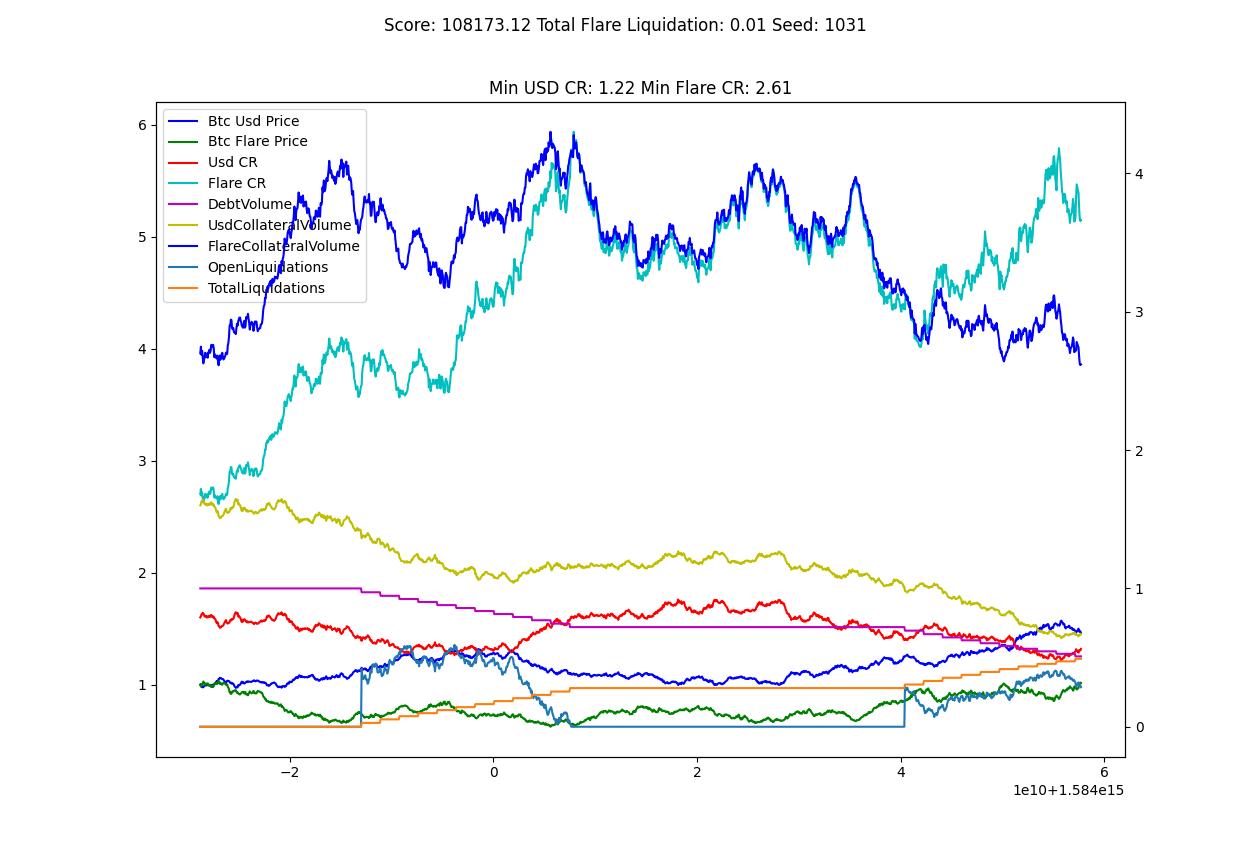 Score: 108173.12 Total Flare Liquidation: 0.01 Seed: 1031
Min USD CR: 1.22 Min Flare CR: 2.61
Btc Usd Price
Btc Flare Price
Usd CR
Flare CR
DebtVolume
UsdCollateralVolume
FlareCollateralVolume
OpenLiquidations
TotalLiquidations
6
5
4
3
2
1
4
3
2
1
0
−2
0
2
4
6
1e10+1.584e15